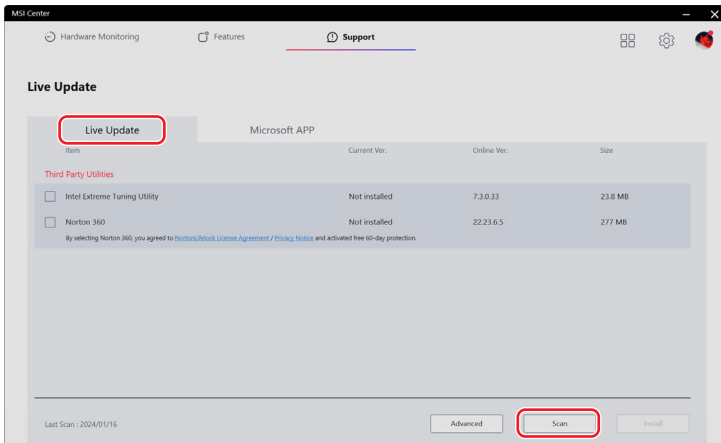 MSI Center
Hardware Monitoring Features Support
Live Update
Live Update Microsoft APP
Item Current Ver. Online Ver. Size
Third Party Utilities
Intel Extreme Tuning Utility Not installed 7.3.0.33 23.8 MB
Norton 360 Not installed 22.23.6.5 277 MB
By selecting Norton 360, you agreed to NortonLifelock License Agreement / Privacy Notice and activated free 60-day protection.
Last Scan : 2024/01/16 Advanced Scan Install